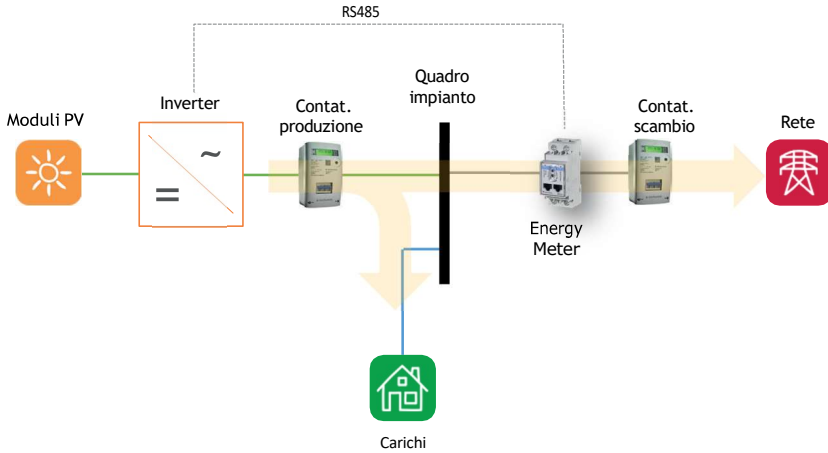 RS485
Quadro
impianto
Inverter
Contat.
produzione
Contat.
scambio
Moduli PV
Rete
Energy
Meter
Carichi